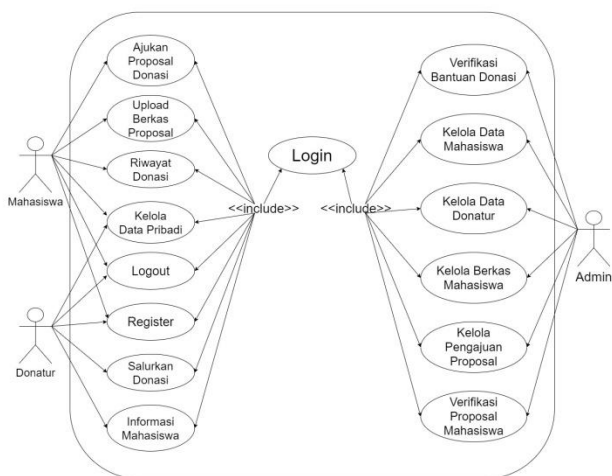 Ajukan
Proposal
Donasi
Upload
Berkas
Proposal
Riwayat
Donasi
Kelola
Data Pribadi
Logout
Register
Salurkan
Donasi
Informasi
Mahasiswa
Mahasiswa
Donatur
Login
<<include>>
<<include>>
Verifikasi
Bantuan Donasi
Kelola Data
Mahasiswa
Kelola Data
Donatur
Kelola Berkas
Mahasiswa
Kelola
Pengajuan
Proposal
Verifikasi
Proposal
Mahasiswa
Admin